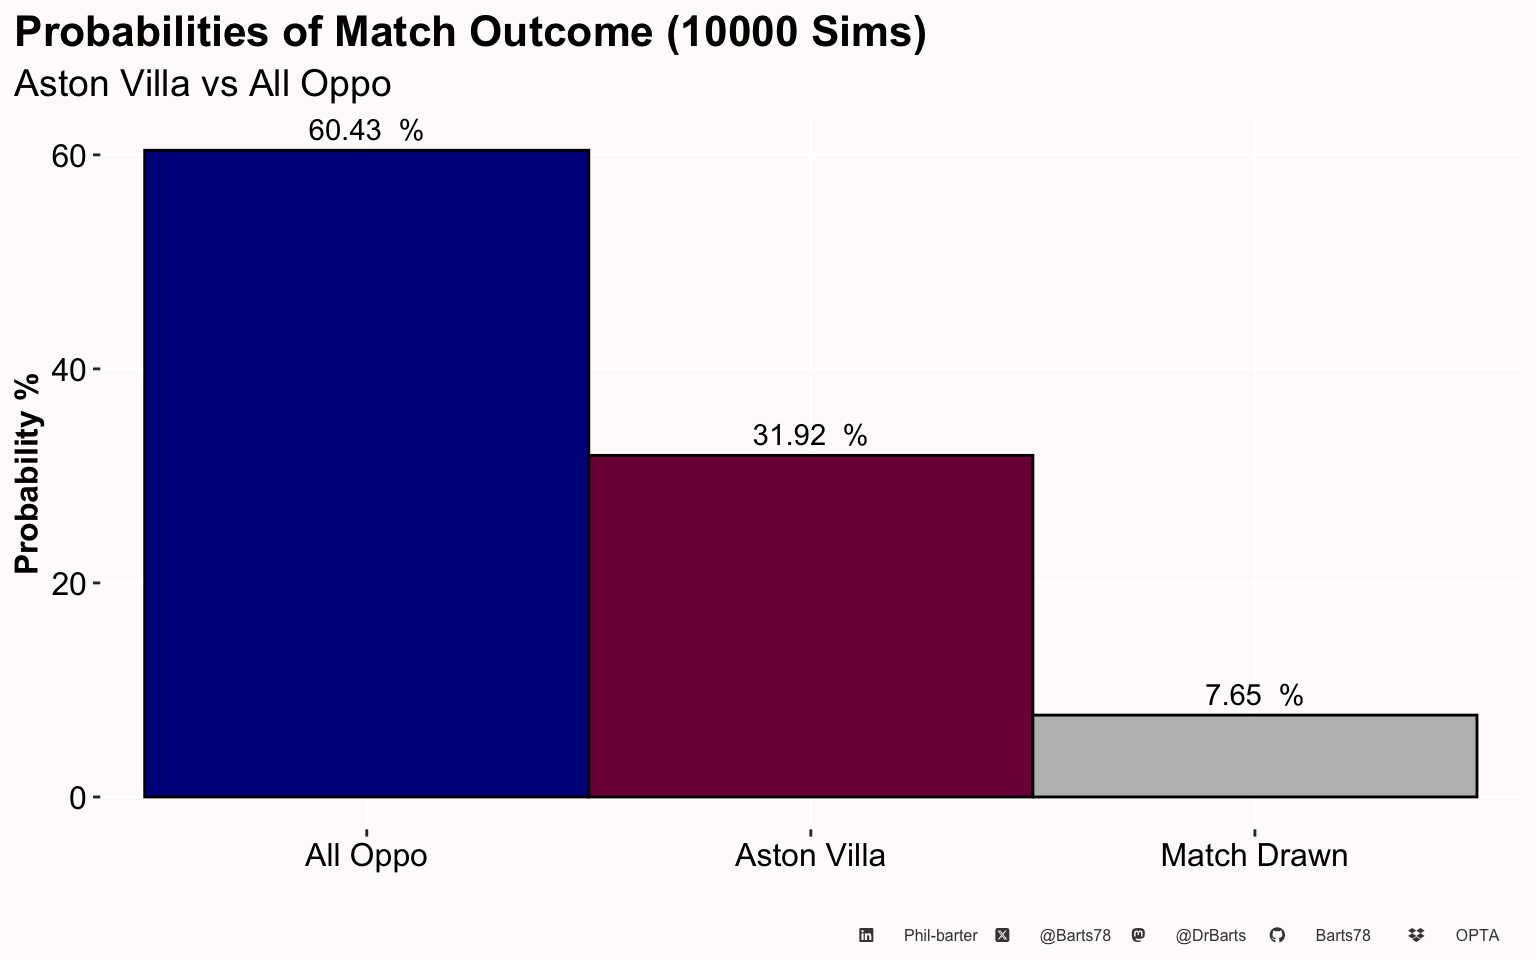 Probabilities of Match Outcome (10000 Sims)
Aston Villa vs All Oppo
60.43 %
60
40
31.92 %
Probability %
20
7.65 %
0
All Oppo Aston Villa Match Drawn
Phil-barter @Barts78 @DrBarts Barts78 OPTA